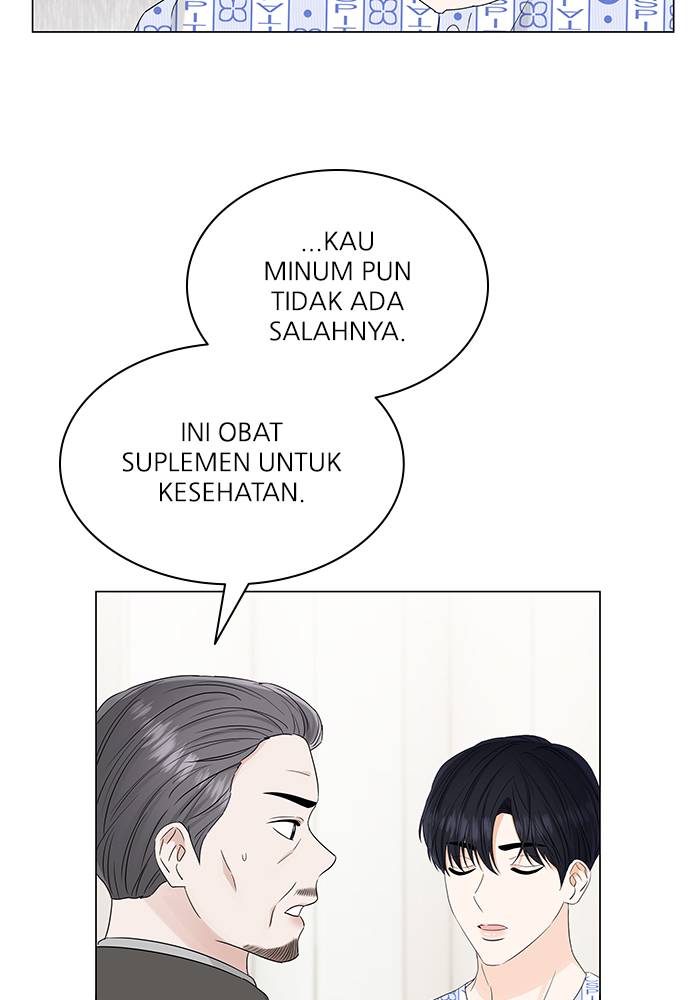 ...KAU
MINUM PUN
TIDAK ADA
SALAHNYA.
INI OBAT
SUPLEMEN UNTUK
KESEHATAN.